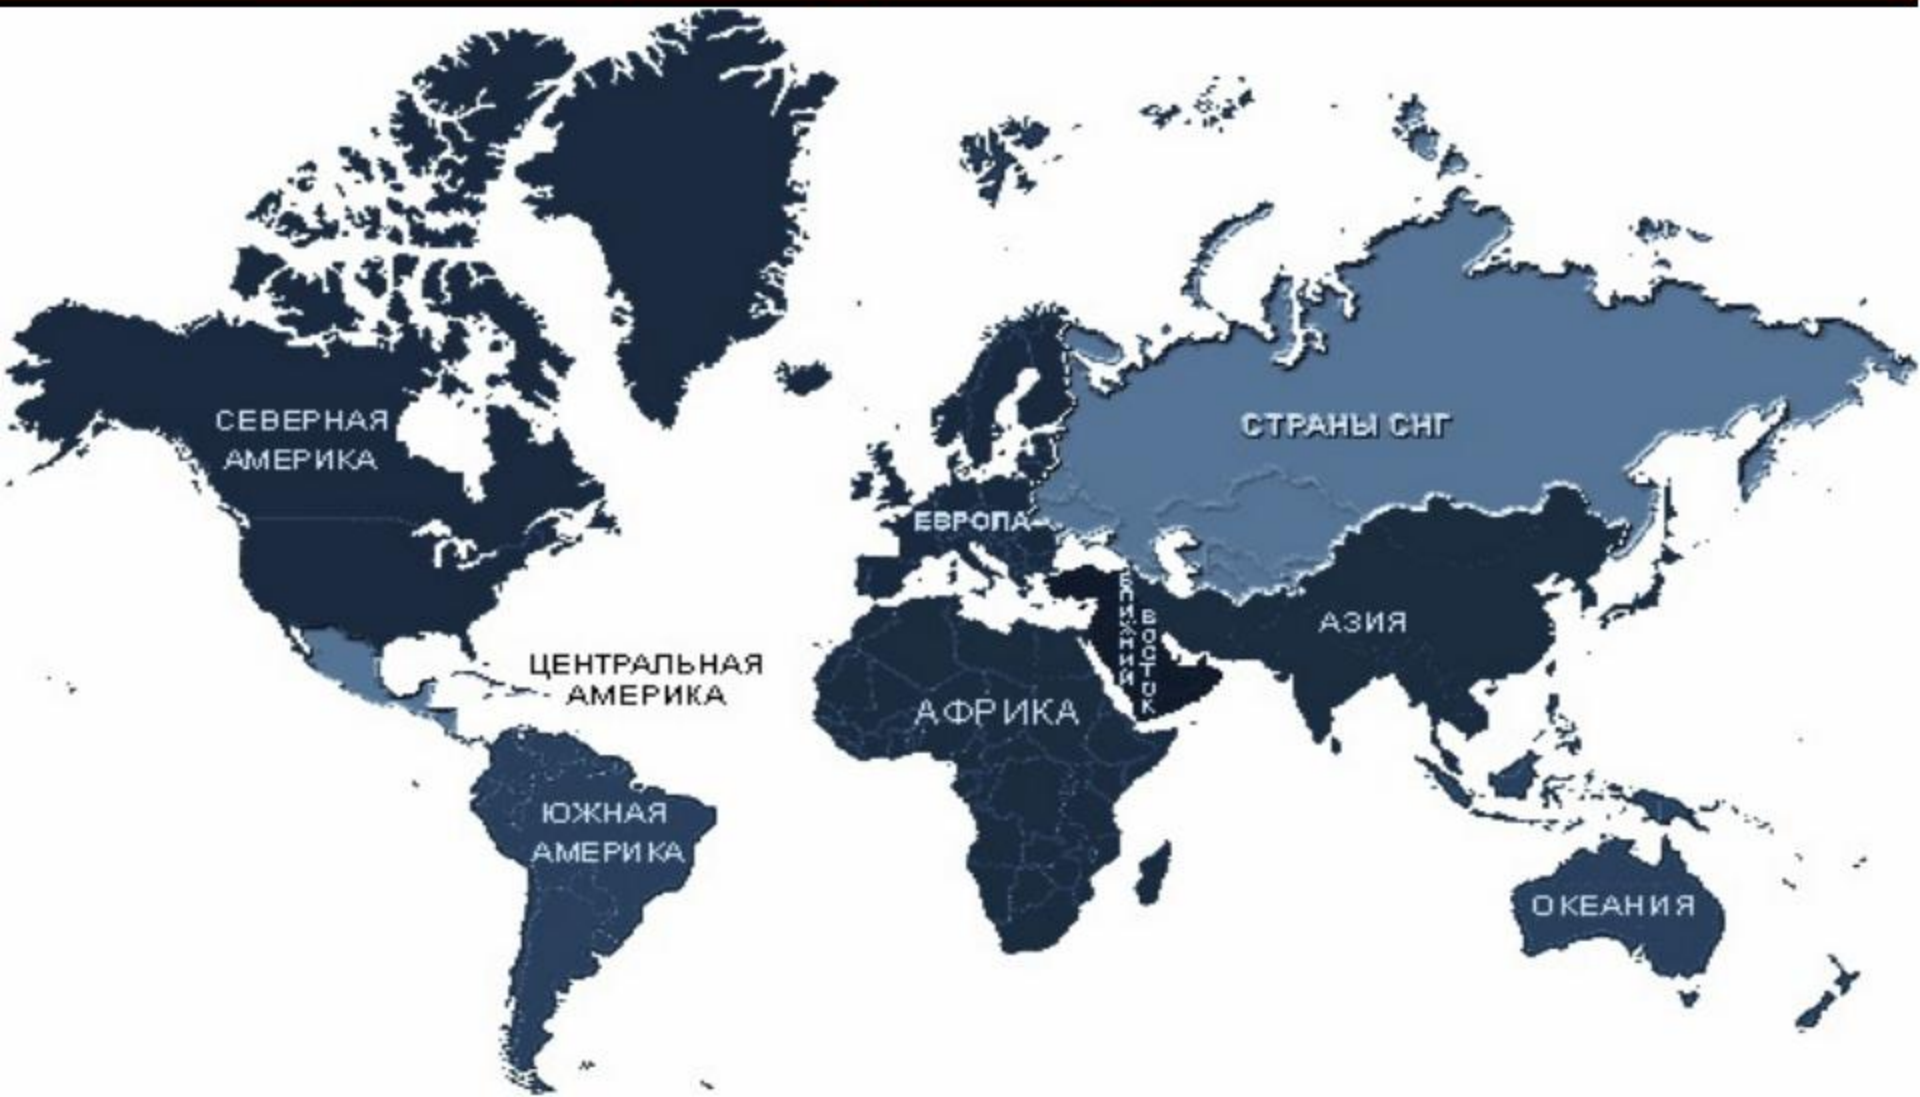 СЕВЕРНАЯ
АМЕРИКА
СТРАНЫ СНГ
ЕВРОПА
БЛИЖНИЙ
ВОСТОК
АЗИЯ
ЦЕНТРАЛЬНАЯ
АМЕРИКА
АФРИКА
ЮЖНАЯ
АМЕРИКА
ОКЕАНИЯ